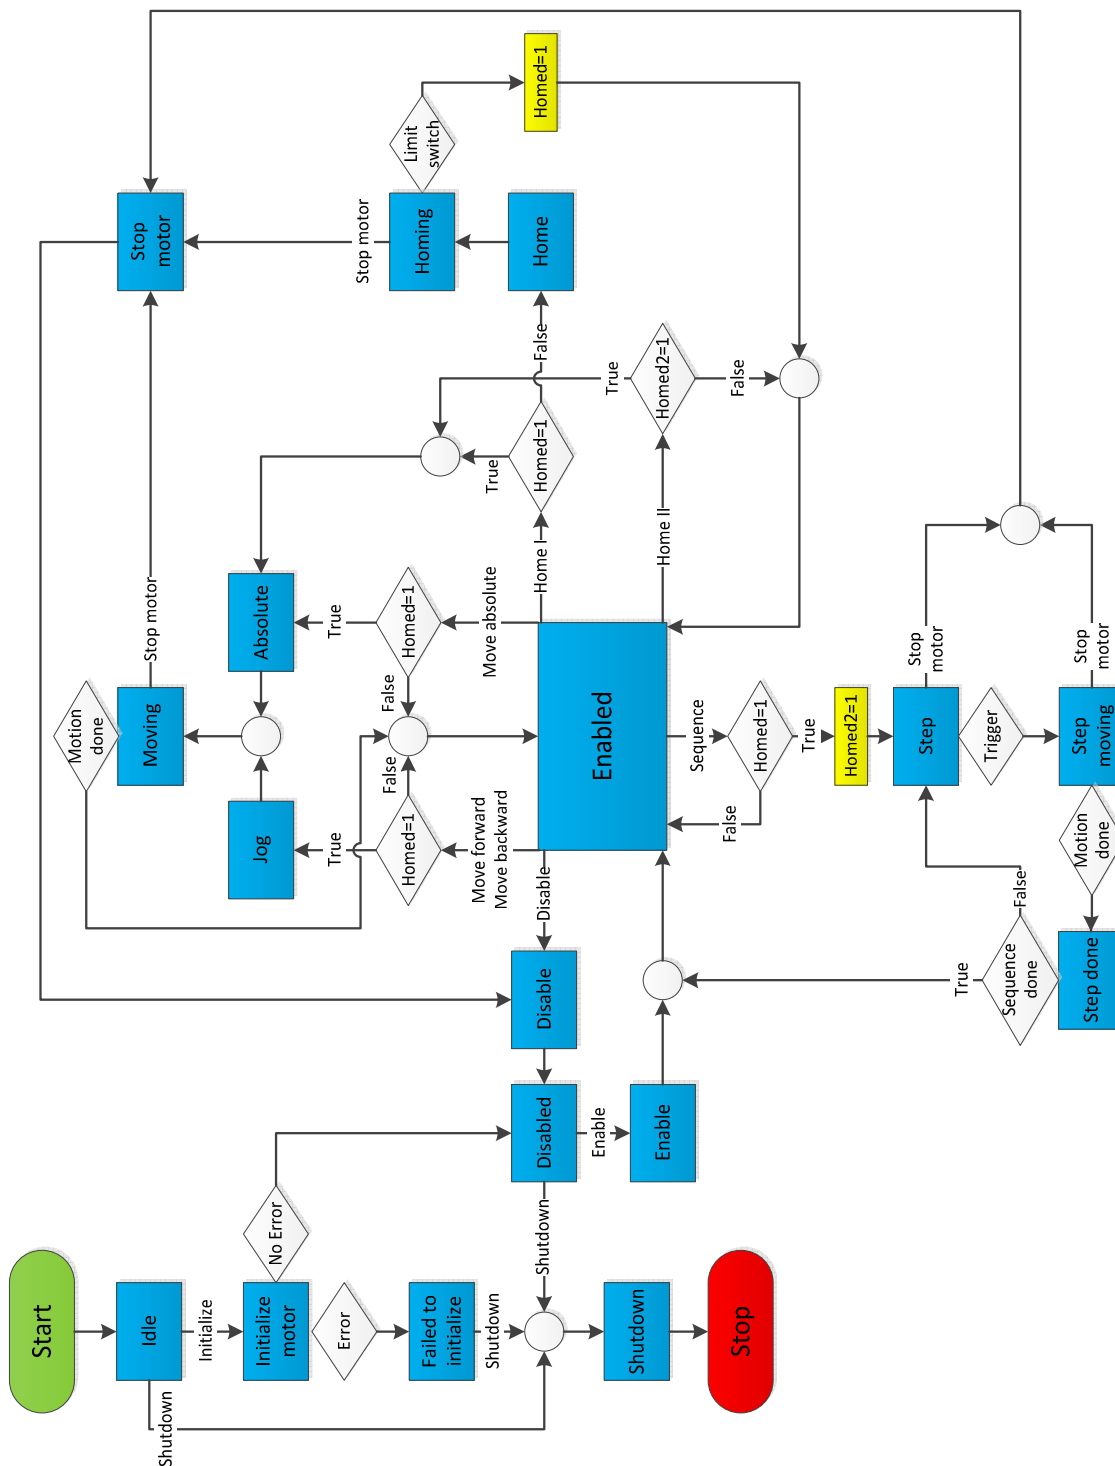 Start
Idle
Shutdown
Initialize
Initialize
motor
No Error
Error
Failed to
initialize
Shutdown
Shutdown
Shutdown
Stop
Disabled
Shutdown
Enable
Enable
Disable
Disable
Enabled
Move forward
Move backward
Homed=1
True
False
Jog
Move absolute
Homed=1
True
False
Absolute
Moving
Motion
done
Stop motor
Stop
motor
Home I
Homed=1
True
False
Home
Homing
Stop motor
Limit
switch
Homed=1
Home II
Homed2=1
True
False
Sequence
Homed=1
False
True
Homed2=1
Step
Stop
motor
Trigger
Step
moving
Stop
motor
Motion
done
Step done
Sequence
done
False
True